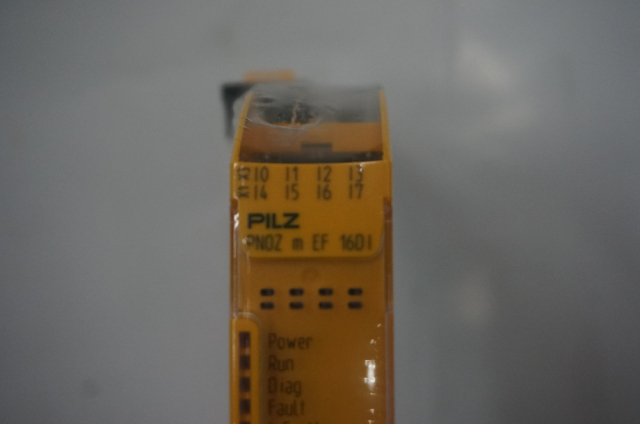 I0 I1 I2 I3
I4 I5 I6 I7
PILZ
PNOZ m EF 16DI
Power
Run
Diag
Fault